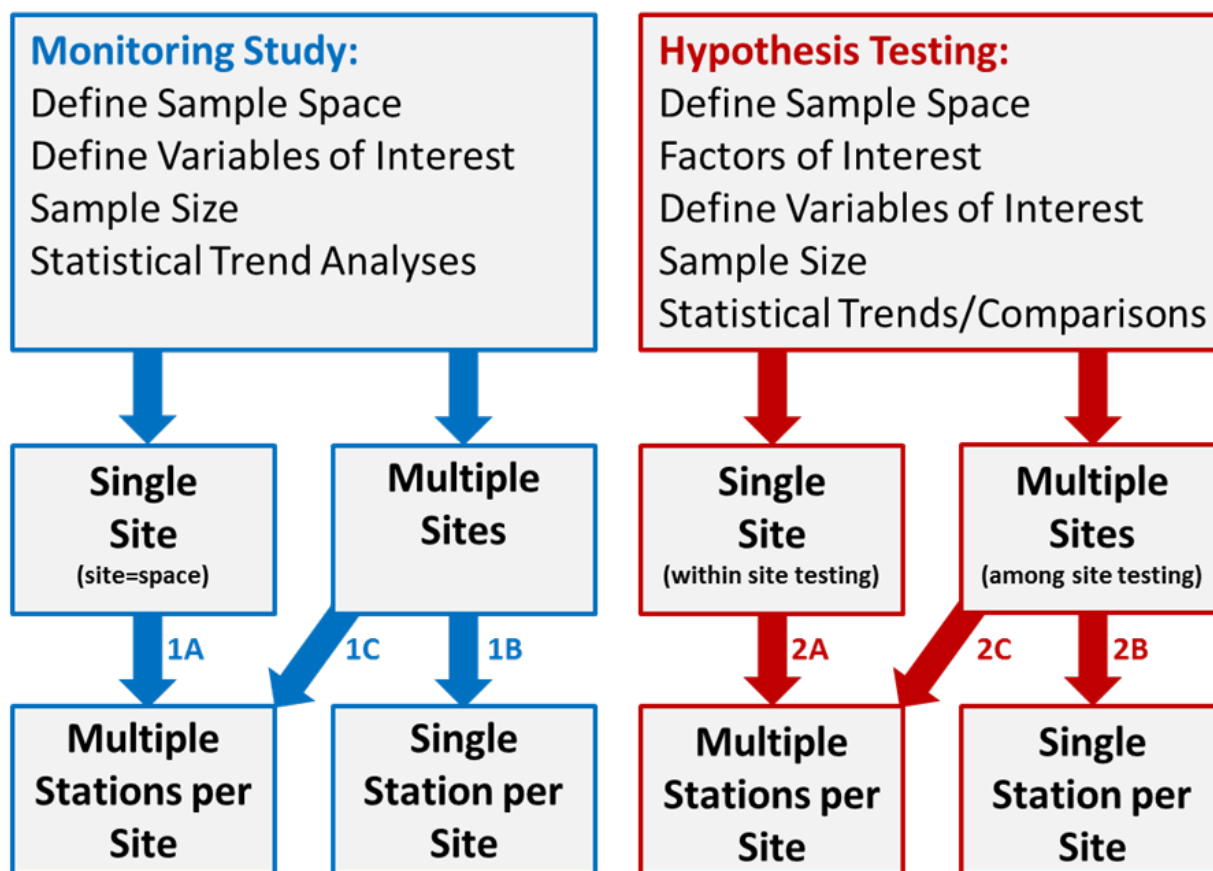 Monitoring Study:
Define Sample Space
Define Variables of Interest
Sample Size
Statistical Trend Analyses
Hypothesis Testing:
Define Sample Space
Factors of Interest
Define Variables of Interest
Sample Size
Statistical Trends/Comparisons
Single
Site
(site=space)
Multiple
Sites
Single
Site
(within site testing)
Multiple
Sites
(among site testing)
1A
1C
1B
2A
2C
2B
Multiple
Stations per
Site
Single
Station per
Site
Multiple
Stations per
Site
Single
Station per
Site